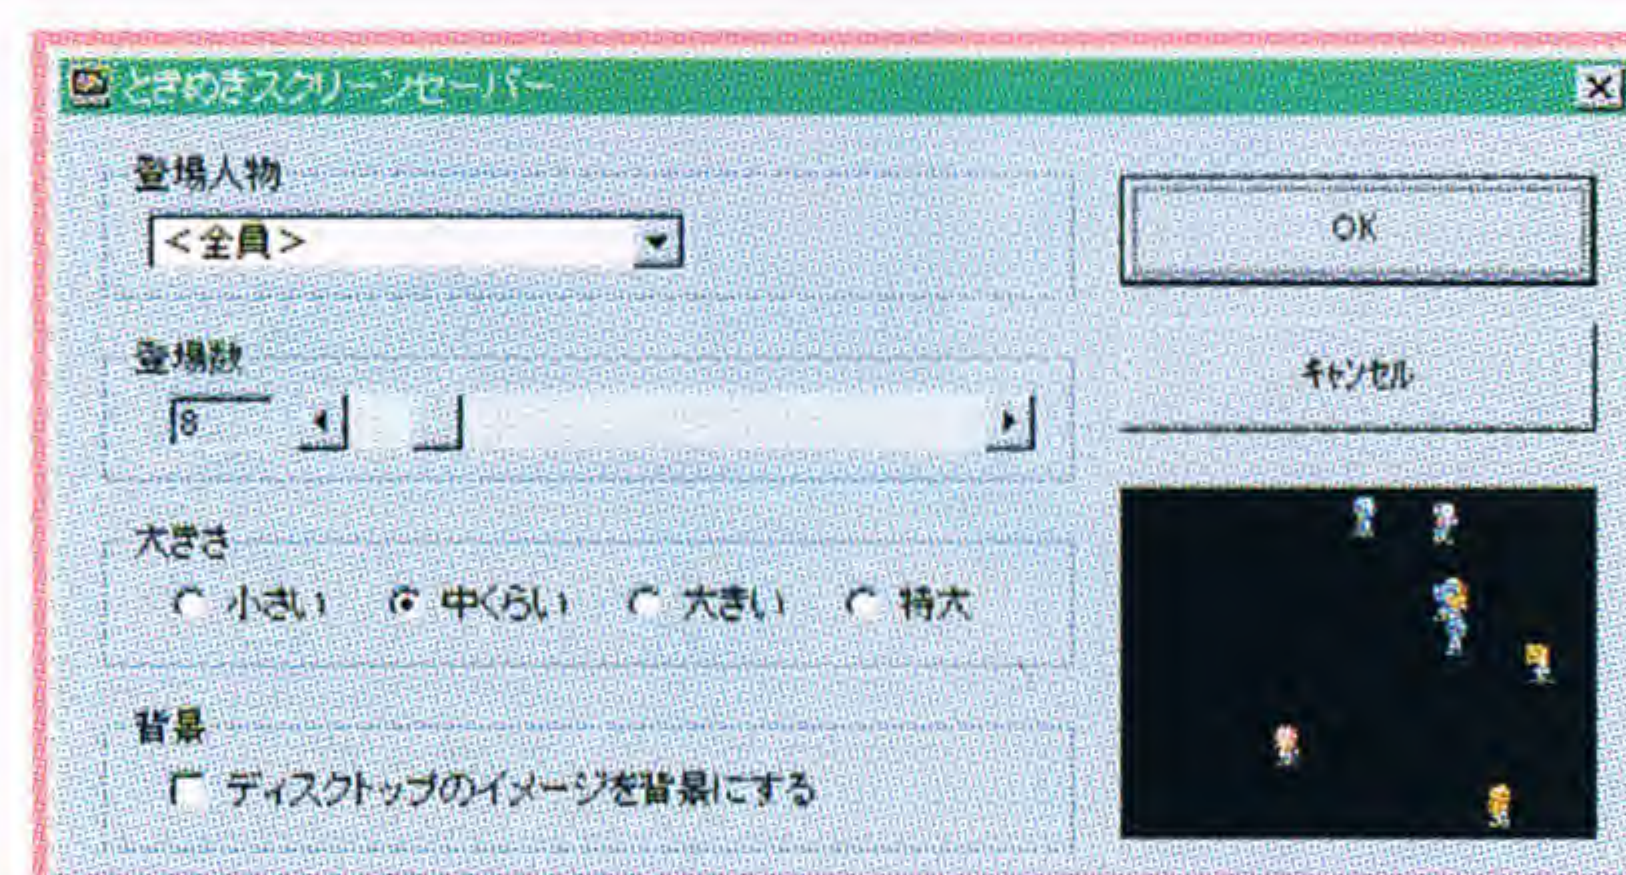 ときめきスクリーンセーバー
登場人物
<全員>
登場数
8
大きさ
小さい 中くらい 大きい 特大
背景
ディスクトップのイメージを背景にする
OK
キャンセル